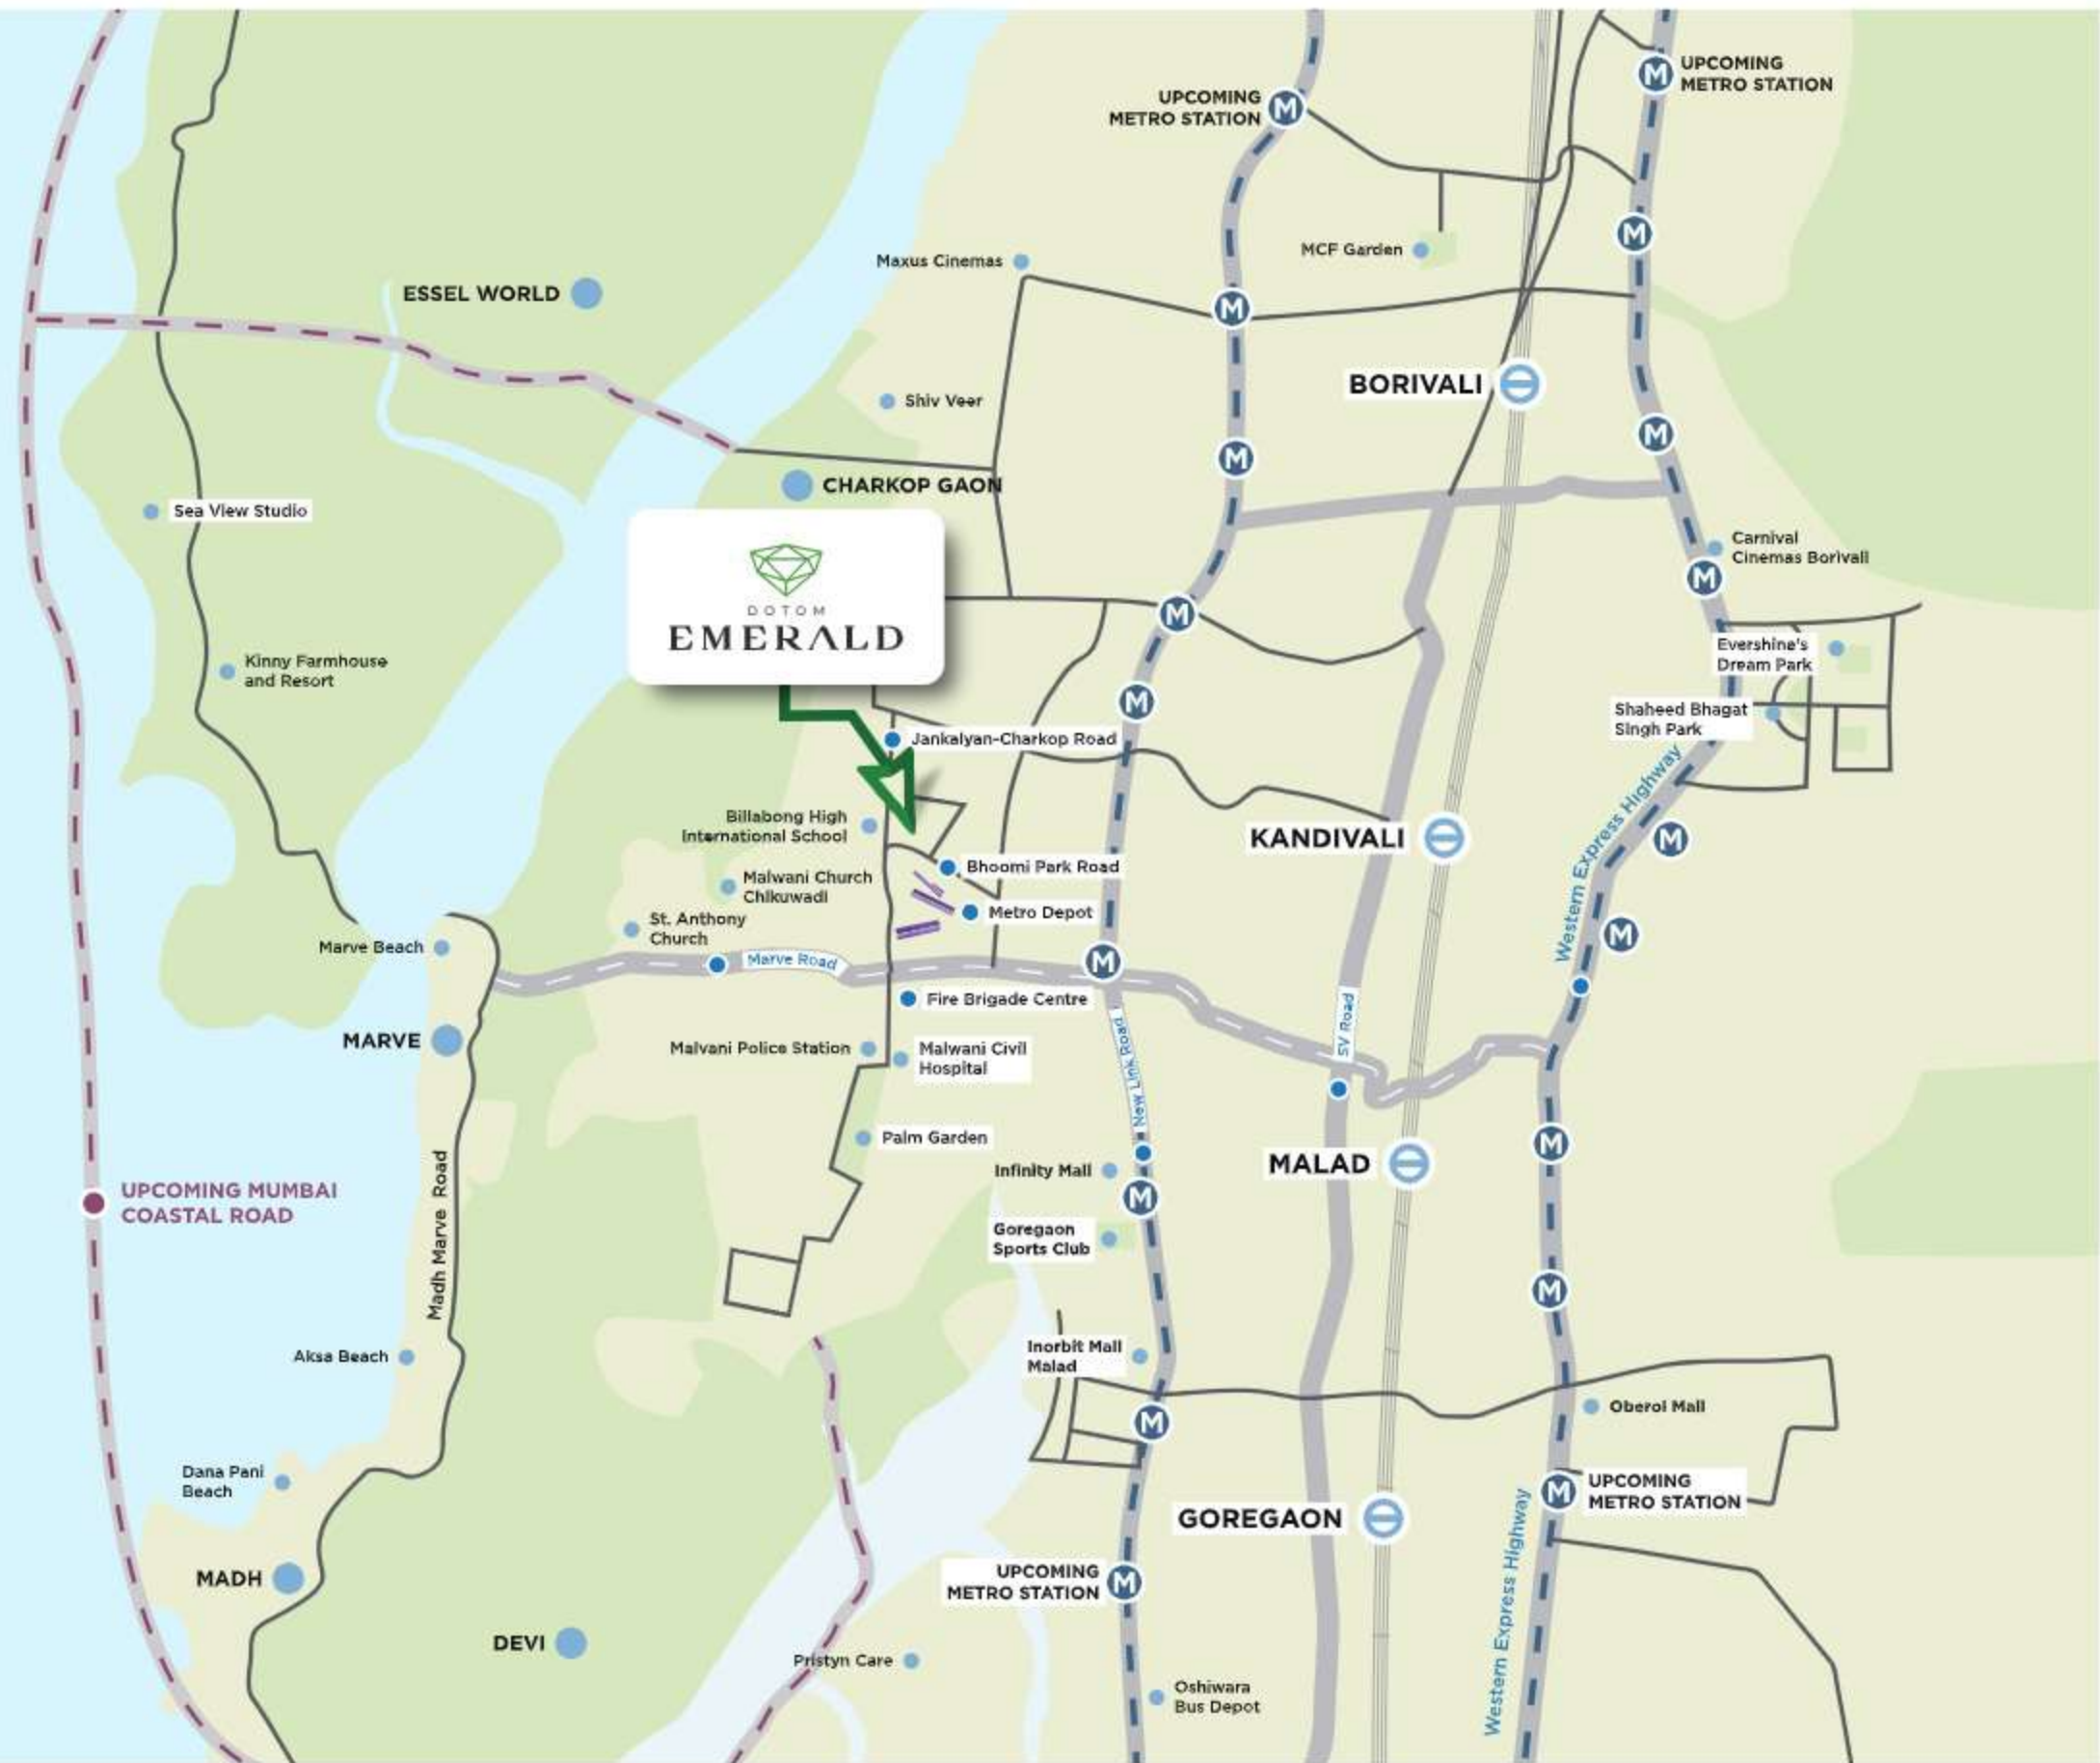 UPCOMING
METRO STATION
UPCOMING
METRO STATION
M
M
M
MCF Garden
Maxus Cinemas
ESSEL WORLD
M
BORIVALI
Shiv Veer
M
M
CHARKOP GAON
Sea View Studio
Carnival
Cinemas Borivali
M
DOTOM
EMERALD
M
Evershine's
Dream Park
Kinny Farmhouse
and Resort
M
Shaheed Bhagat
Singh Park
Jankalyan-Charkop Road
Western Express Highway
Billabong High
International School
KANDIVALI
M
Bhoomi Park Road
Malwani Church
Chikuwadi
Metro Depot
St. Anthony
Church
M
Marve Beach
Marve Road
M
Fire Brigade Centre
SV Road
MARVE
Malvani Police Station
Malwani Civil
Hospital
New Link Road
Palm Garden
M
Infinity Mall
MALAD
UPCOMING MUMBAI
COASTAL ROAD
Madh Marve Road
M
Goregaon
Sports Club
M
Inorbit Mall
Malad
Aksa Beach
Oberoi Mall
M
Dana Pani
Beach
UPCOMING
METRO STATION
M
GOREGAON
MADH
UPCOMING
METRO STATION
M
Western Express Highway
DEVI
Pristyn Care
Oshiwara
Bus Depot